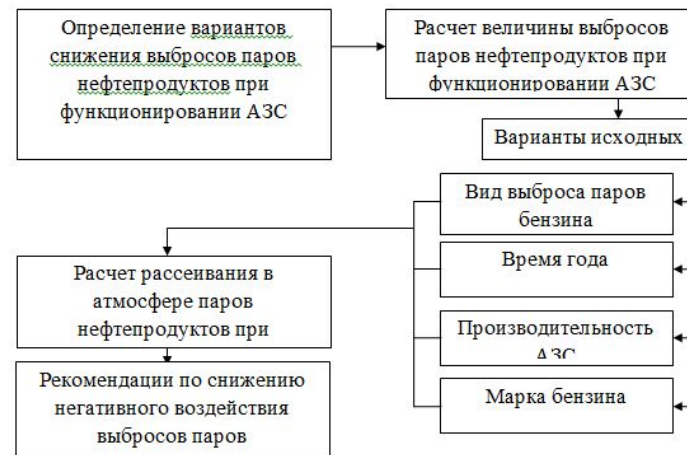 Определение вариантов
снижения выбросов паров
нефтепродуктов при
функционировании АЗС
Расчет величины выбросов
паров нефтепродуктов при
функционировании АЗС
Варианты исходных
Вид выброса паров
бензина
Время года
Производительность
АЗС
Марка бензина
Расчет рассеивания в
атмосфере паров
нефтепродуктов при
Рекомендации по снижению
негативного воздействия
выбросов паров